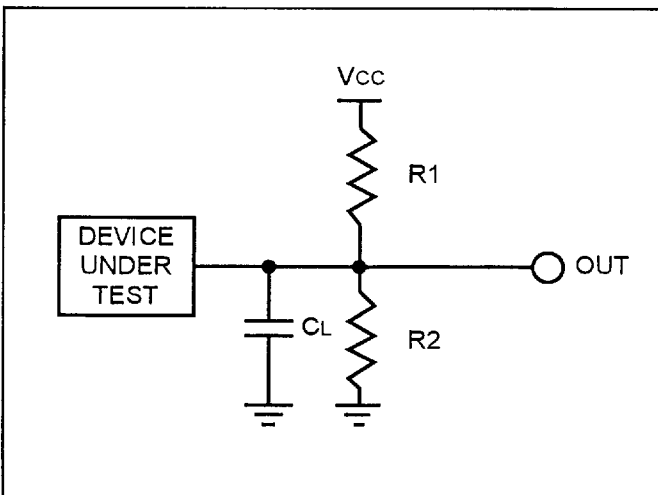 VCC
R1
DEVICE
UNDER
TEST
OUT
CL
R2